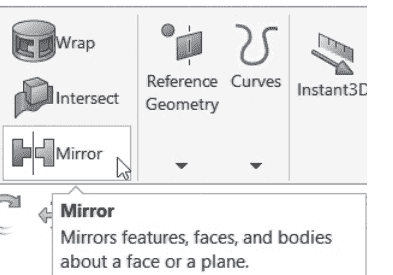 Wrap
Intersect
Mirror
Reference
Geometry
Curves
Instant3D
Mirror
Mirrors features, faces, and bodies
about a face or a plane.